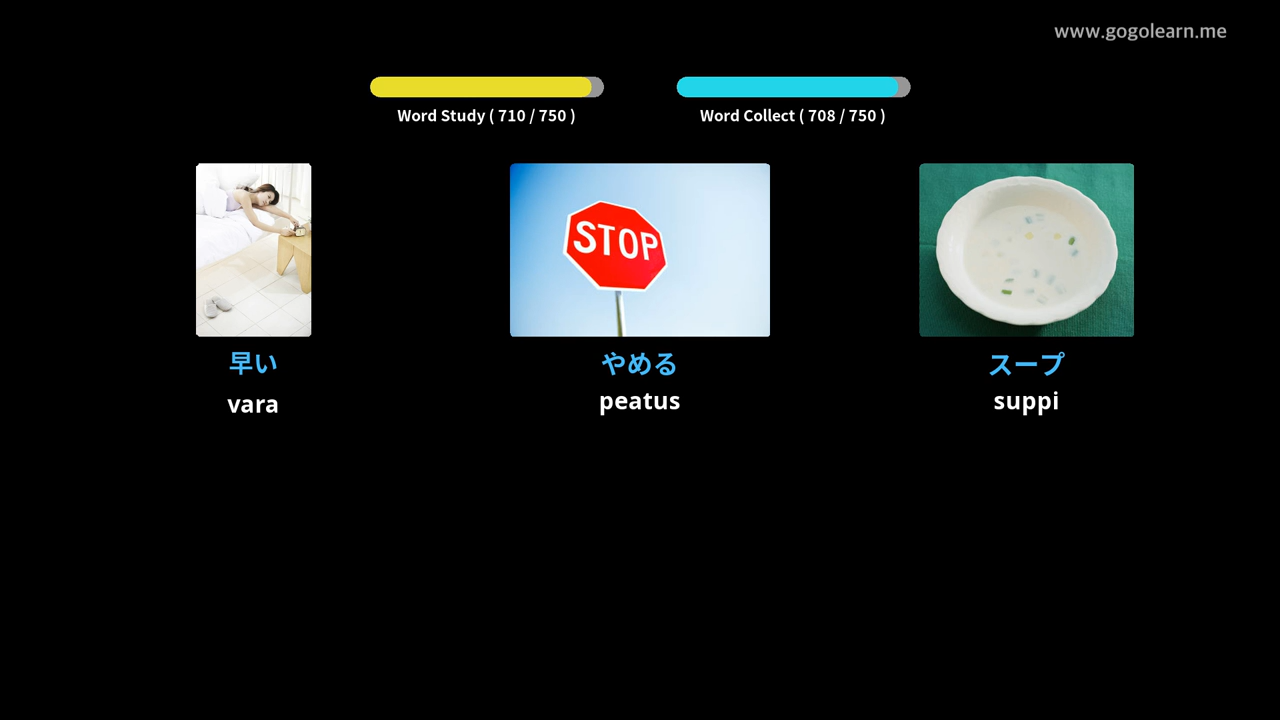 www.gogolearn.me
Word Study ( 710 / 750 )
Word Collect ( 708 / 750 )
STOP
早い
やめる
スープ
vara
peatus
suppi